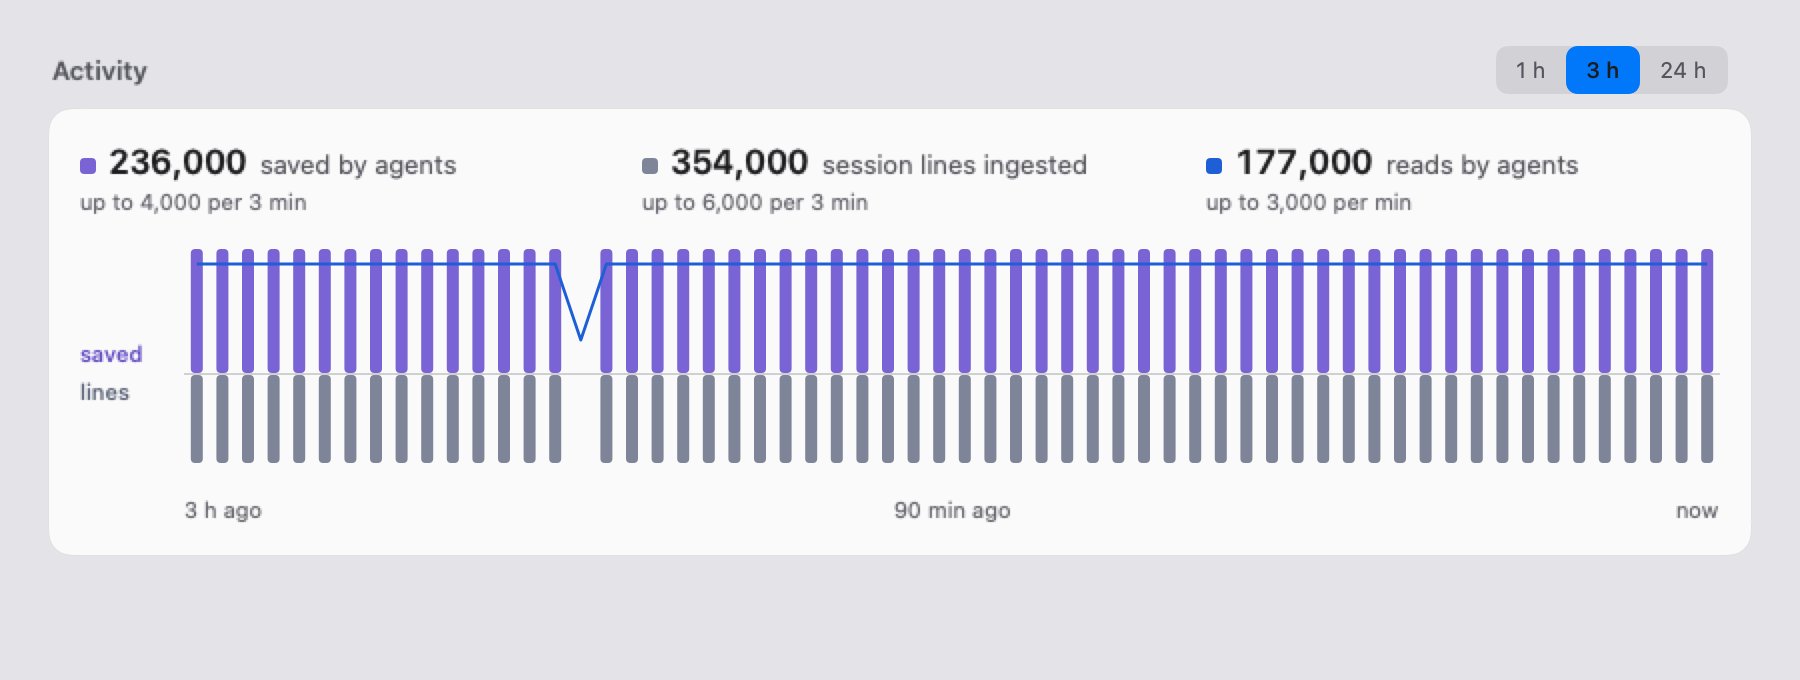 Activity
1 h 3 h 24 h
236,000 saved by agents
up to 4,000 per 3 min
354,000 session lines ingested
up to 6,000 per 3 min
177,000 reads by agents
up to 3,000 per min
saved
lines
3 h ago 90 min ago now